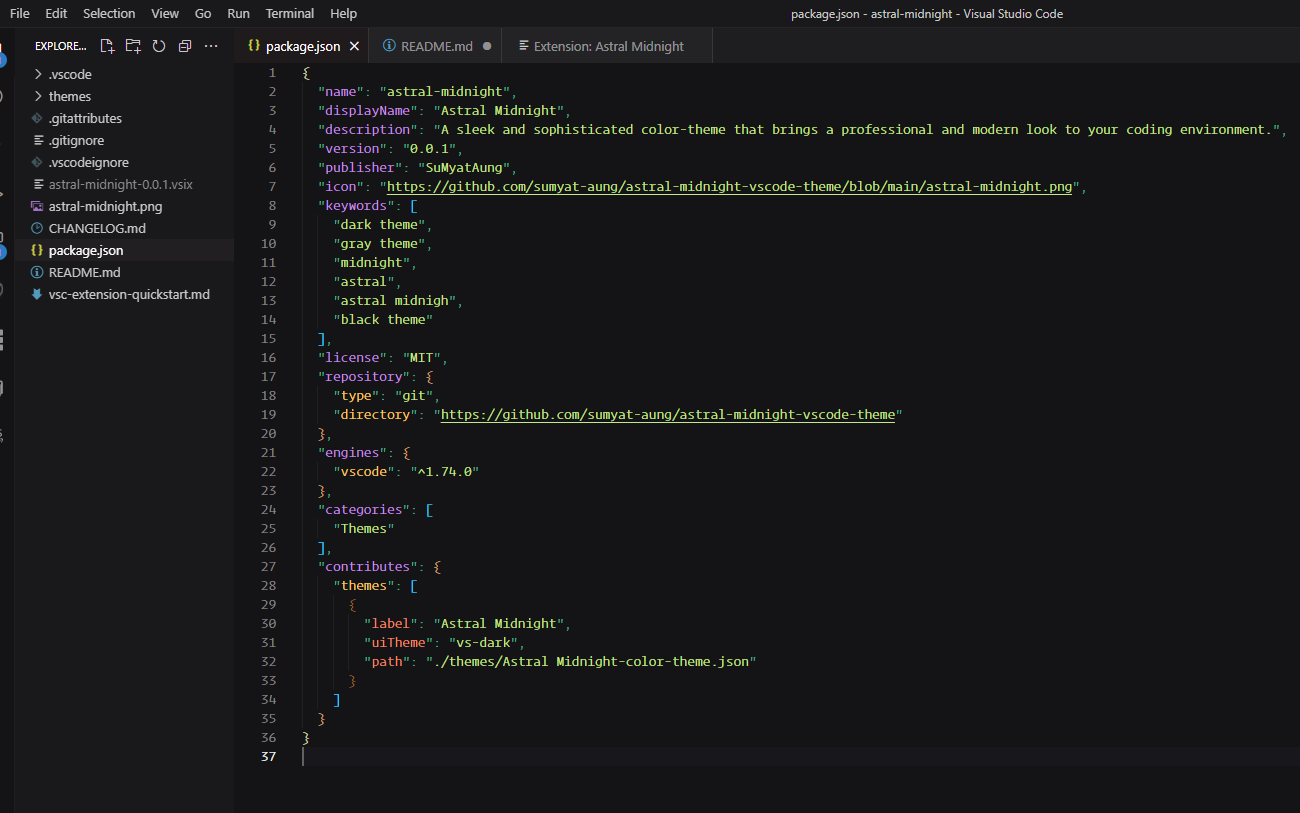 File Edit Selection View Go Run Terminal Help
package.json - astral-midnight - Visual Studio Code
EXPLORE...
package.json
README.md
Extension: Astral Midnight
.vscode
themes
.gitattributes
.gitignore
.vscodeignore
astral-midnight-0.0.1.vsix
astral-midnight.png
CHANGELOG.md
package.json
README.md
vsc-extension-quickstart.md
1 {
2 "name": "astral-midnight",
3 "displayName": "Astral Midnight",
4 "description": "A sleek and sophisticated color-theme that brings a professional and modern look to your coding environment.",
5 "version": "0.0.1",
6 "publisher": "SuMyatAung",
7 "icon": "https://github.com/sumyat-aung/astral-midnight-vscode-theme/blob/main/astral-midnight.png",
8 "keywords": [
9 "dark theme",
10 "gray theme",
11 "midnight",
12 "astral",
13 "astral midnigh",
14 "black theme"
15 ],
16 "license": "MIT",
17 "repository": {
18 "type": "git",
19 "directory": "https://github.com/sumyat-aung/astral-midnight-vscode-theme"
20 },
21 "engines": {
22 "vscode": "^1.74.0"
23 },
24 "categories": [
25 "Themes"
26 ],
27 "contributes": {
28 "themes": [
29 {
30 "label": "Astral Midnight",
31 "uiTheme": "vs-dark",
32 "path": "./themes/Astral Midnight-color-theme.json"
33 }
34 ]
35 }
36 }
37